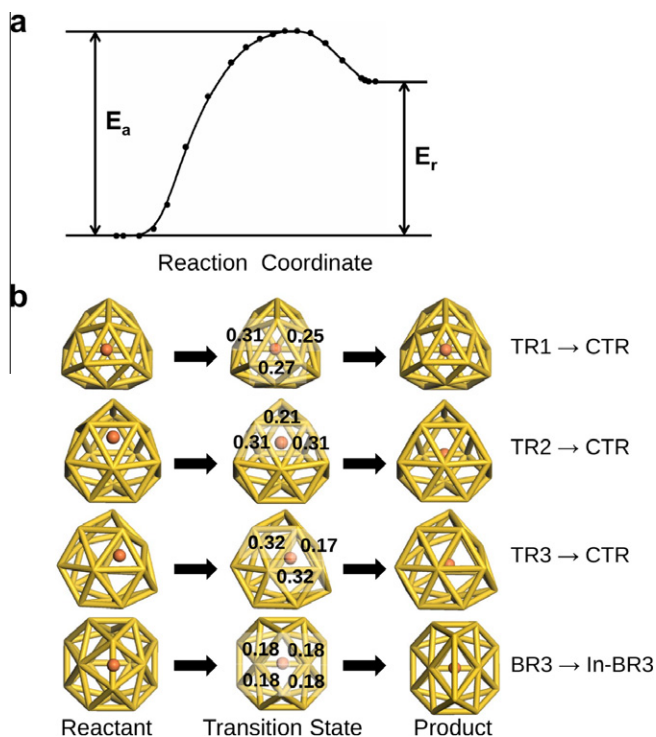 a
E_a
E_r
Reaction Coordinate
b
0.31 0.25
0.27
TR1 → CTR
0.21
0.31 0.31
TR2 → CTR
0.32 0.17
0.32
TR3 → CTR
0.18 0.18
0.18 0.18
BR3 → In-BR3
Reactant Transition State Product